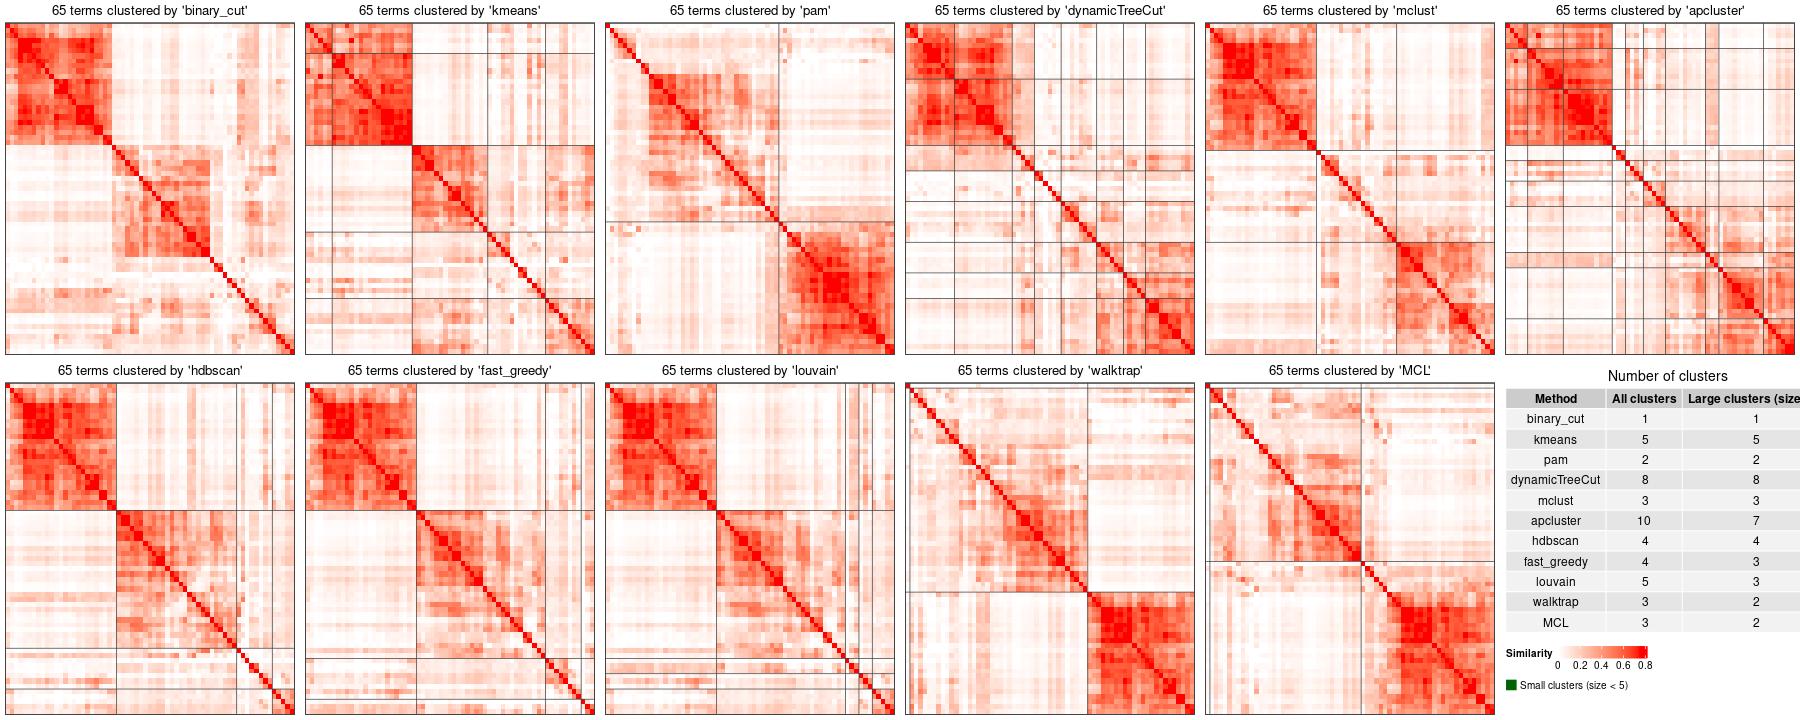 65 terms clustered by 'binary_cut'
65 terms clustered by 'kmeans'
65 terms clustered by 'pam'
65 terms clustered by 'dynamicTreeCut'
65 terms clustered by 'mclust'
65 terms clustered by 'apcluster'
65 terms clustered by 'hdbscan'
65 terms clustered by 'fast_greedy'
65 terms clustered by 'louvain'
65 terms clustered by 'walktrap'
65 terms clustered by 'MCL'
Number of clusters
Method All clusters Large clusters (size
binary_cut 1 1
kmeans 5 5
pam 2 2
dynamicTreeCut 8 8
mclust 3 3
apcluster 10 7
hdbscan 4 4
fast_greedy 4 3
louvain 5 3
walktrap 3 2
MCL 3 2
Similarity
0 0.2 0.4 0.6 0.8
Small clusters (size < 5)